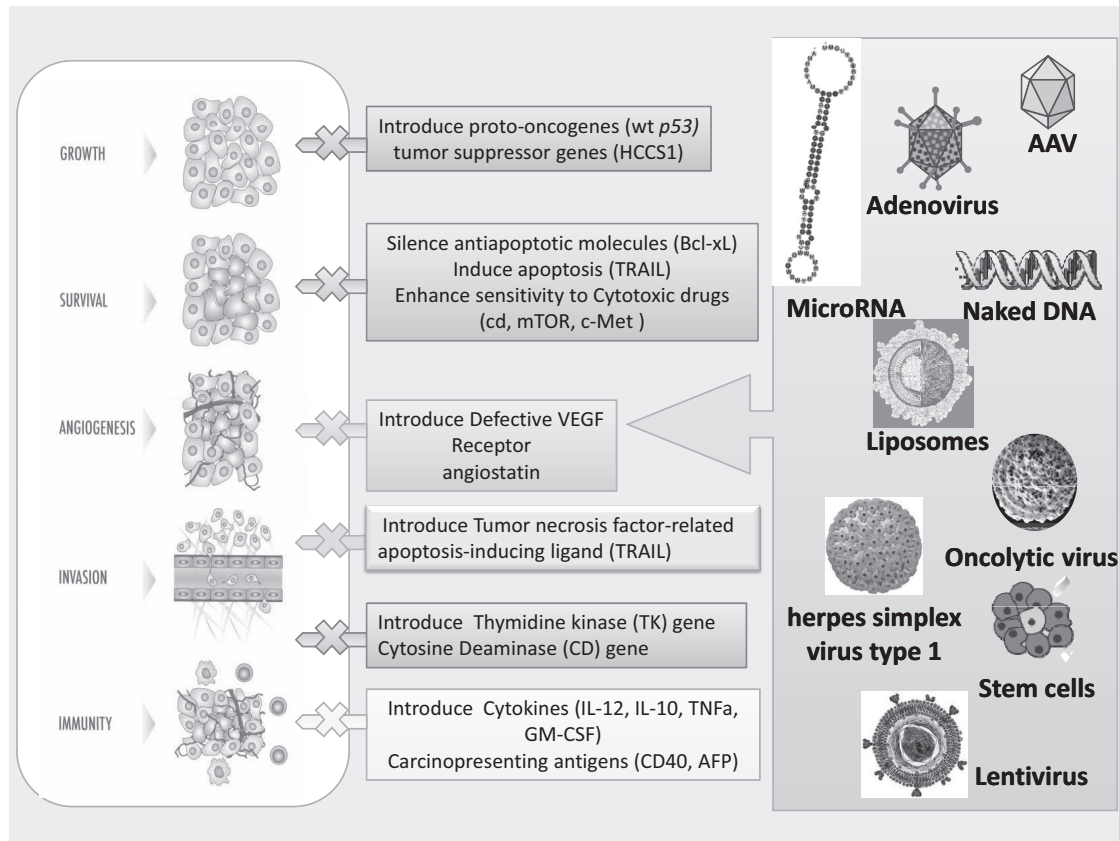 GROWTH
Introduce proto-oncogenes (wt p53)
tumor suppressor genes (HCCS1)
SURVIVAL
Silence antiapoptotic molecules (Bcl-xL)
Induce apoptosis (TRAIL)
Enhance sensitivity to Cytotoxic drugs
(cd, mTOR, c-Met )
ANGIOGENESIS
Introduce Defective VEGF
Receptor
angiostatin
INVASION
Introduce Tumor necrosis factor-related
apoptosis-inducing ligand (TRAIL)
Introduce Thymidine kinase (TK) gene
Cytosine Deaminase (CD) gene
IMMUNITY
Introduce Cytokines (IL-12, IL-10, TNFa,
GM-CSF)
Carcinopresenting antigens (CD40, AFP)
AAV
Adenovirus
MicroRNA
Naked DNA
Liposomes
Oncolytic virus
herpes simplex
virus type 1
Stem cells
Lentivirus